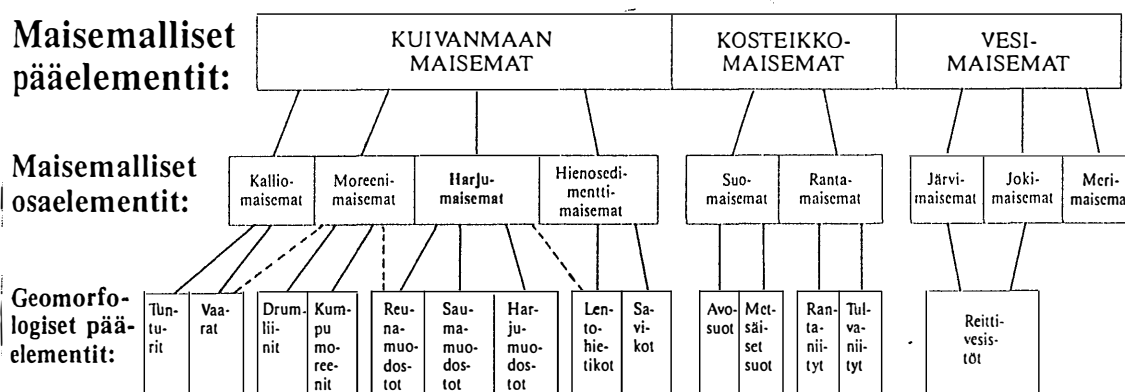 Maisemalliset
pääelementit:
KUIVANMAAN
MAISEMAT
KOSTEIKKO-
MAISEMAT
VESI-
MAISEMAT
Maisemalliset
osaelementit:
Kallio-
maisemat
Moreeni-
maisemat
Harju-
maisemat
Hienosedi-
mentti-
maisemat
Suo-
maisemat
Ranta-
maisemat
Järvi-
maisemat
Joki-
maisemat
Meri-
maisema
Geomorfo-
logiset pää-
elementit:
Tun-
tu-
rit
Vaa-
rat
Drum-
lii-
nit
Kum-
pu
mo-
ree-
nit
Reu-
na-
muo-
dos-
tot
Sau-
ma-
muo-
dos-
tot
Har-
ju-
muo-
dos-
tot
Len-
to-
hie-
tikot
Sa-
vi-
kot
Avo-
suot
Met-
säi-
set
suot
Ran-
ta-
nii-
tyt
Tul-
va-
nii-
tyt
Reitti-
vesis-
töt